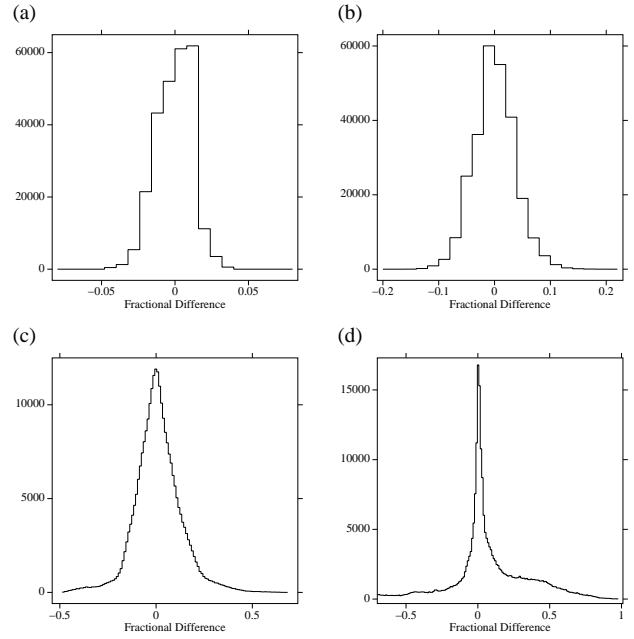 (a)
60000
40000
20000
0
−0.05 0 0.05
Fractional Difference
(b)
60000
40000
20000
0
−0.2 −0.1 0 0.1 0.2
Fractional Difference
(c)
10000
5000
0
−0.5 0 0.5
Fractional Difference
(d)
15000
10000
5000
0
−0.5 0 0.5 1
Fractional Difference